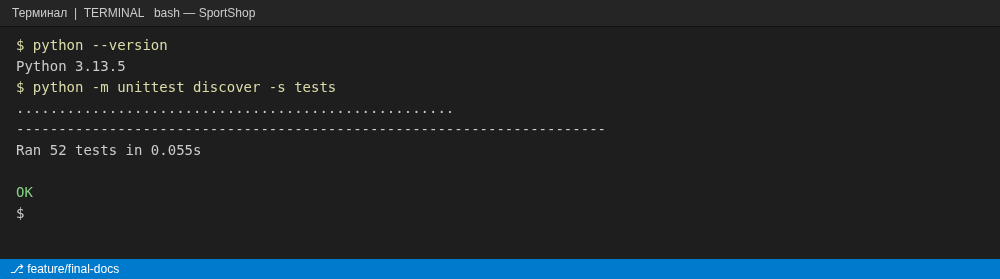 Терминал | TERMINAL bash — SportShop
$ python --version
Python 3.13.5
$ python -m unittest discover -s tests
....................................................
----------------------------------------------------------------------
Ran 52 tests in 0.055s
OK
$
⎇ feature/final-docs